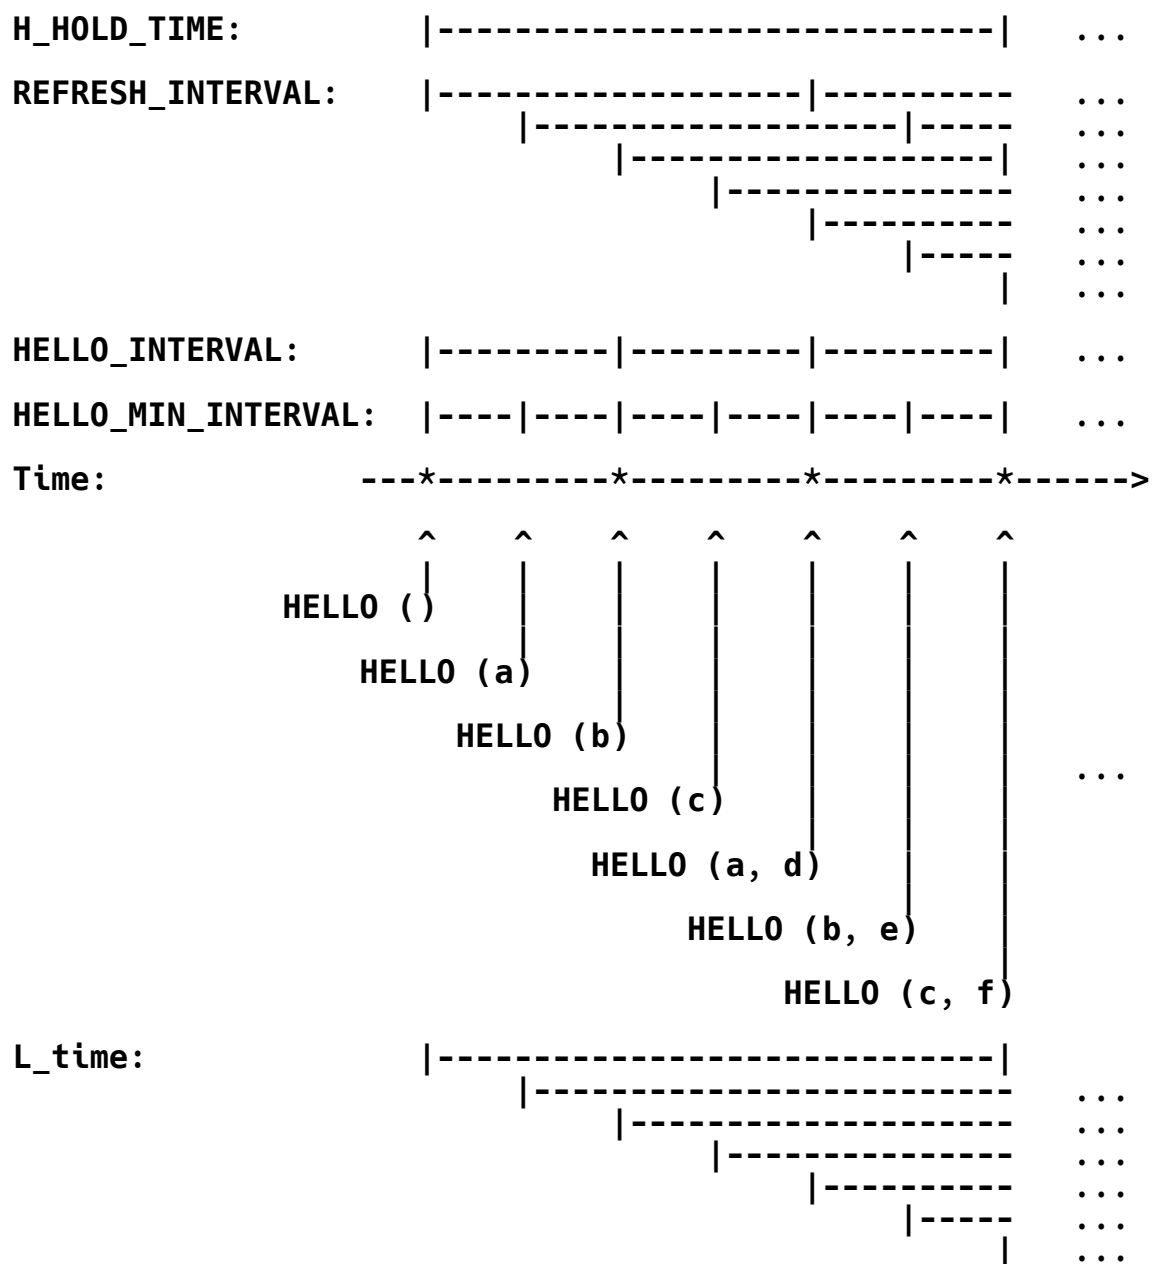 H_HOLD_TIME:         |-----------------------------|   ...
REFRESH_INTERVAL:    |-------------------|----------   ...
                          |-------------------|-----   ...
                               |-------------------|   ...
                                    |---------------   ...
                                         |----------   ...
                                              |-----   ...
                                                   |   ...
HELLO_INTERVAL:      |---------|---------|---------|   ...
HELLO_MIN_INTERVAL:  |----|----|----|----|----|----|   ...
Time:             ---*---------*---------*---------*------>
                     ^    ^    ^    ^    ^    ^    ^
                     |    |    |    |    |    |    |
              HELLO ()    |    |    |    |    |    |
                          |    |    |    |    |    |
                  HELLO (a)    |    |    |    |    |
                               |    |    |    |    |
                       HELLO (b)    |    |    |    |
                                    |    |    |    |   ...
                            HELLO (c)    |    |    |
                                         |    |    |
                              HELLO (a, d)    |    |
                                              |    |
                                   HELLO (b, e)    |
                                                   |
                                        HELLO (c, f)
L_time:              |-----------------------------|
                          |-------------------------   ...
                               |--------------------   ...
                                    |---------------   ...
                                         |----------   ...
                                              |-----   ...
                                                   |   ...